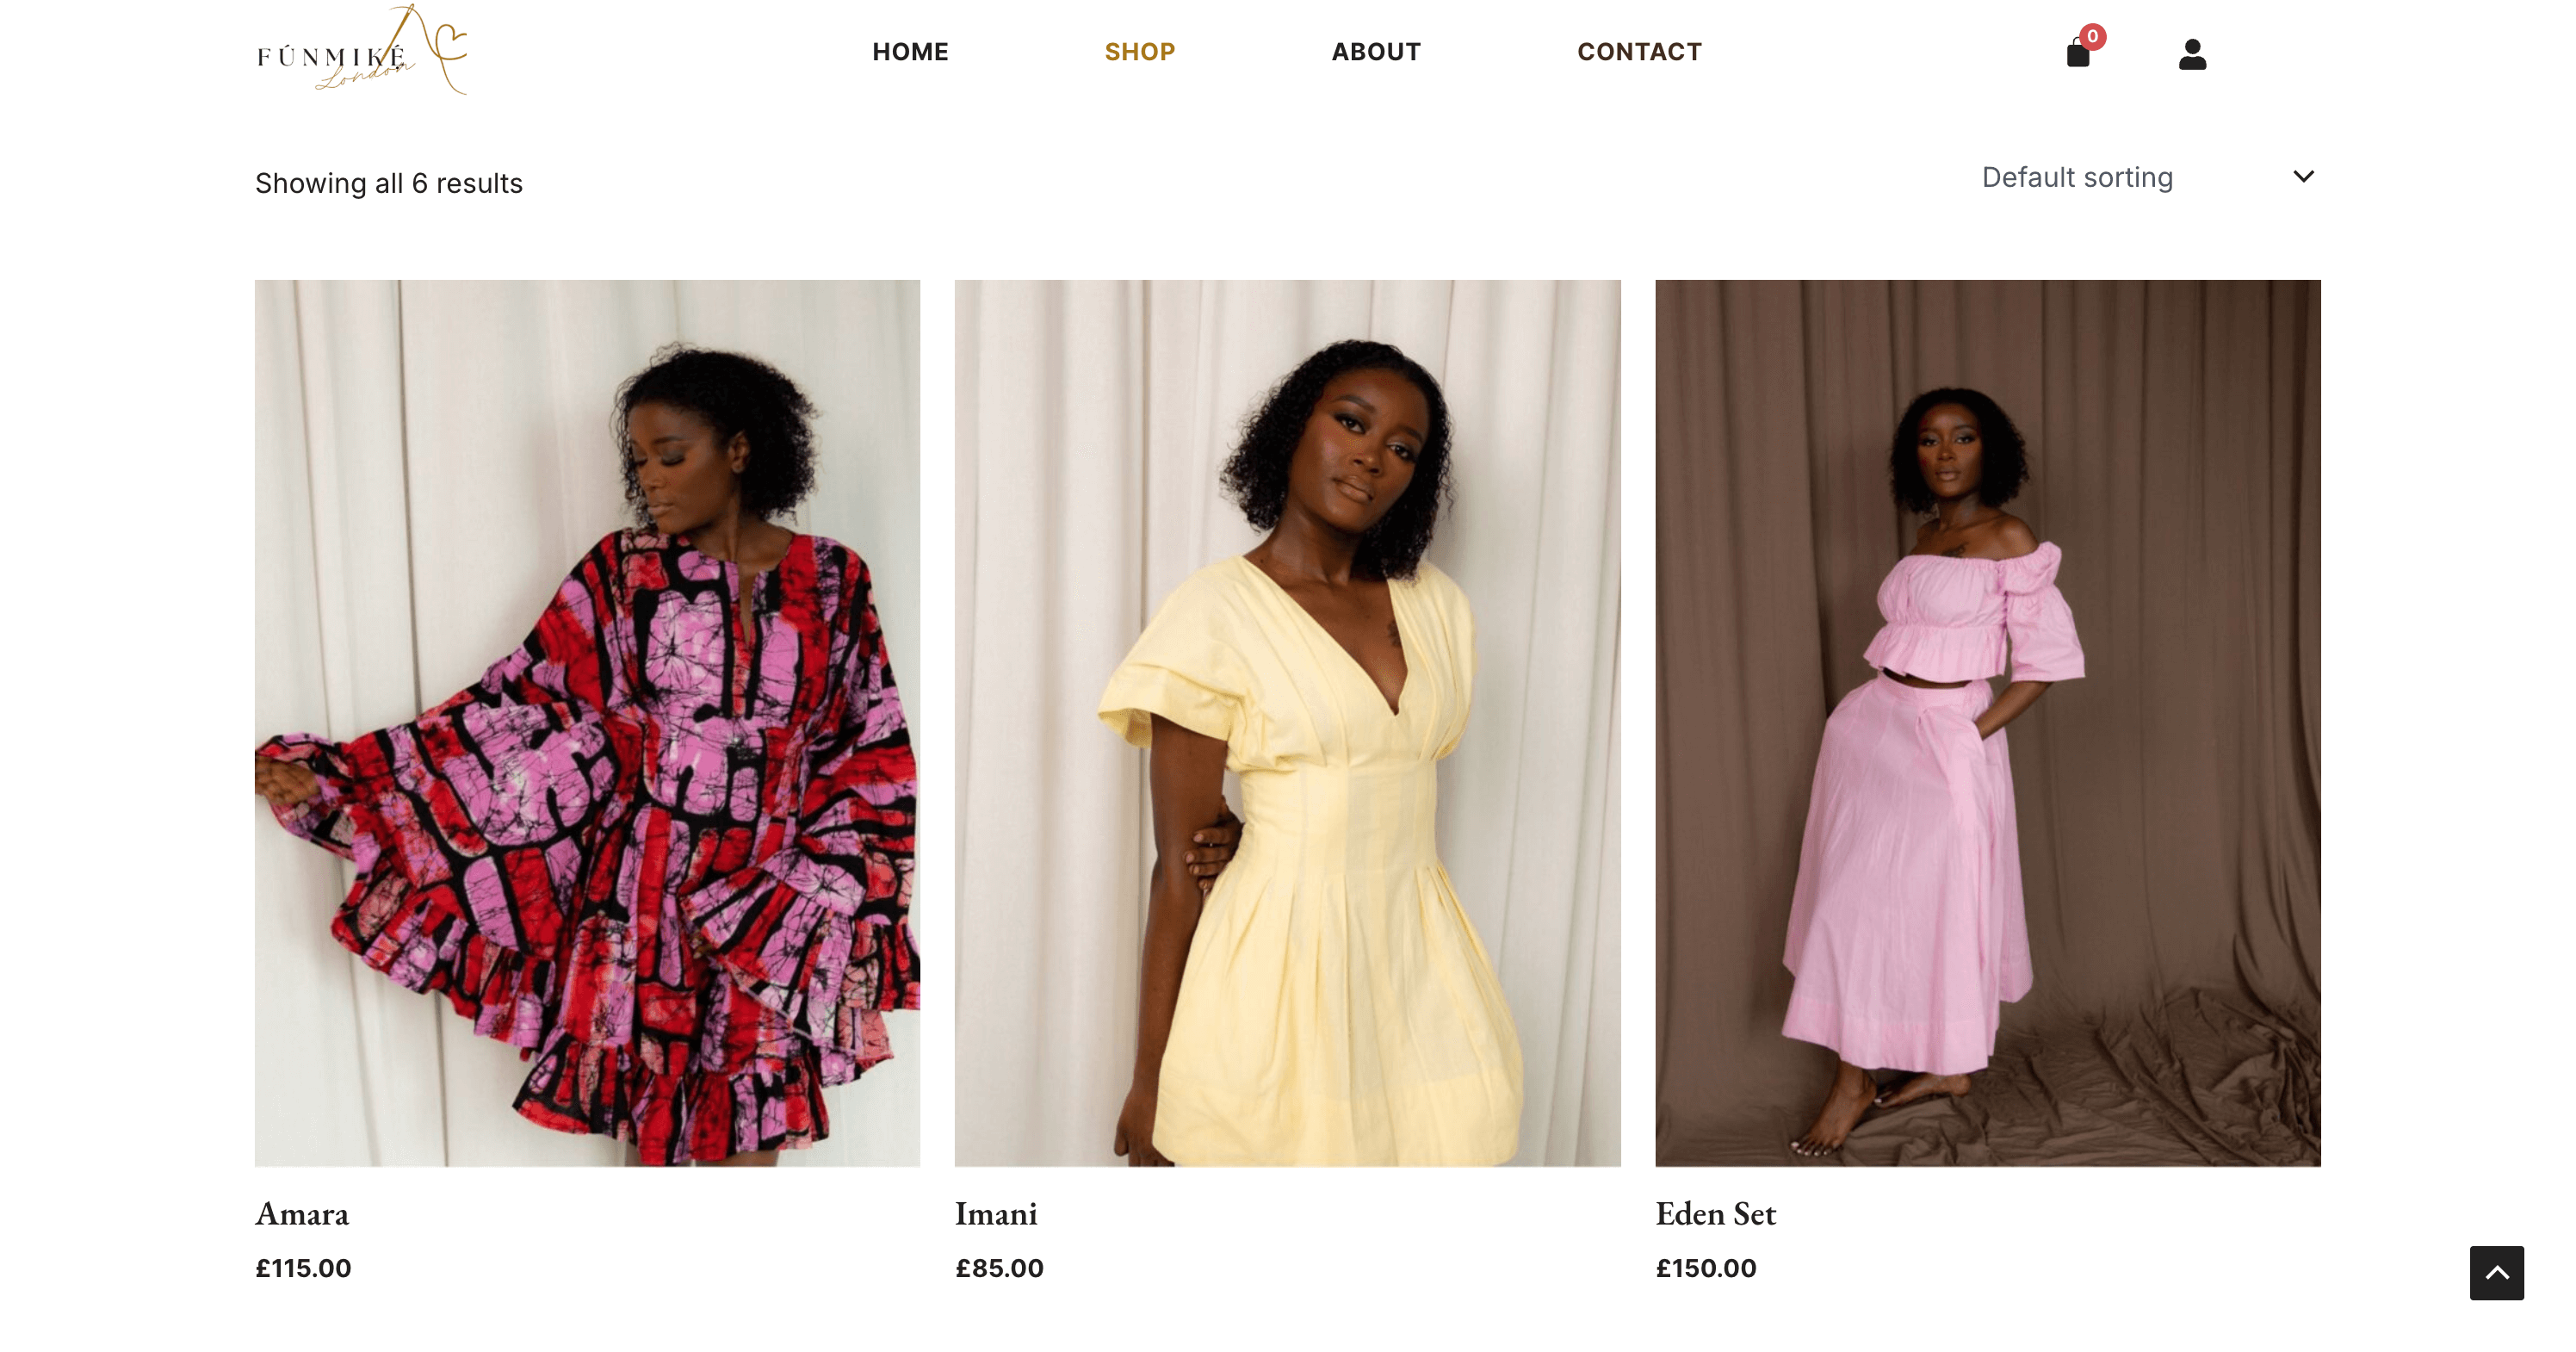 FÚNMIKẸ́
London
HOME
SHOP
ABOUT
CONTACT
0
Showing all 6 results
Default sorting
Amara
£115.00
Imani
£85.00
Eden Set
£150.00